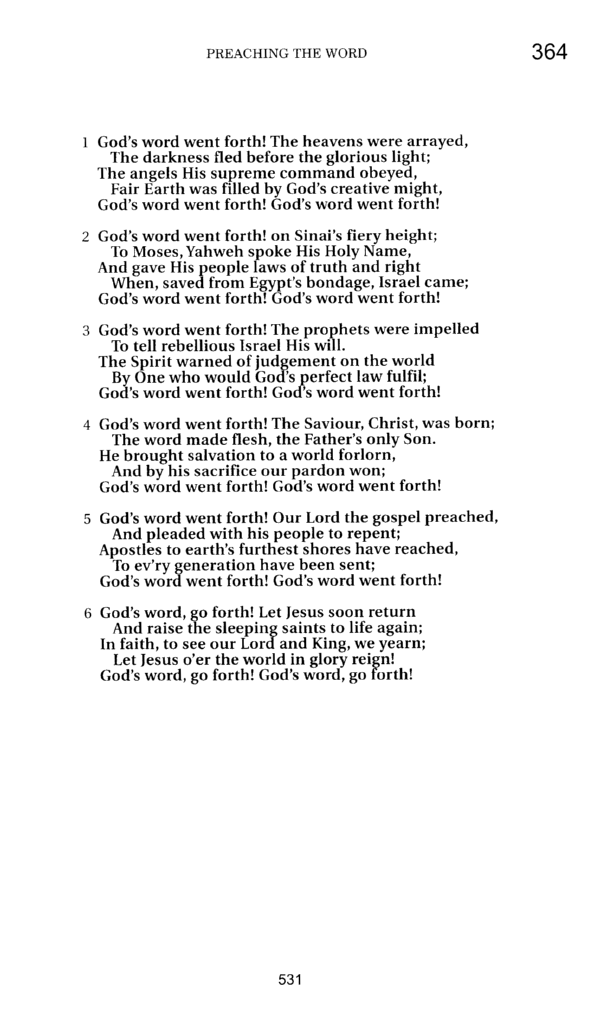 PREACHING THE WORD 364
1 God's word went forth! The heavens were arrayed,
The darkness fled before the glorious light;
The angels His supreme command obeyed,
Fair Earth was filled by God's creative might,
God's word went forth! God's word went forth!
2 God's word went forth! on Sinai's fiery height;
To Moses, Yahweh spoke His Holy Name,
And gave His people laws of truth and right
When, saved from Egypt's bondage, Israel came;
God's word went forth! God's word went forth!
3 God's word went forth! The prophets were impelled
To tell rebellious Israel His will.
The Spirit warned of judgement on the world
By One who would God's perfect law fulfil;
God's word went forth! God's word went forth!
4 God's word went forth! The Saviour, Christ, was born;
The word made flesh, the Father's only Son.
He brought salvation to a world forlorn,
And by his sacrifice our pardon won;
God's word went forth! God's word went forth!
5 God's word went forth! Our Lord the gospel preached,
And pleaded with his people to repent;
Apostles to earth's furthest shores have reached,
To ev'ry generation have been sent;
God's word went forth! God's word went forth!
6 God's word, go forth! Let Jesus soon return
And raise the sleeping saints to life again;
In faith, to see our Lord and King, we yearn;
Let Jesus o'er the world in glory reign!
God's word, go forth! God's word, go forth!
531